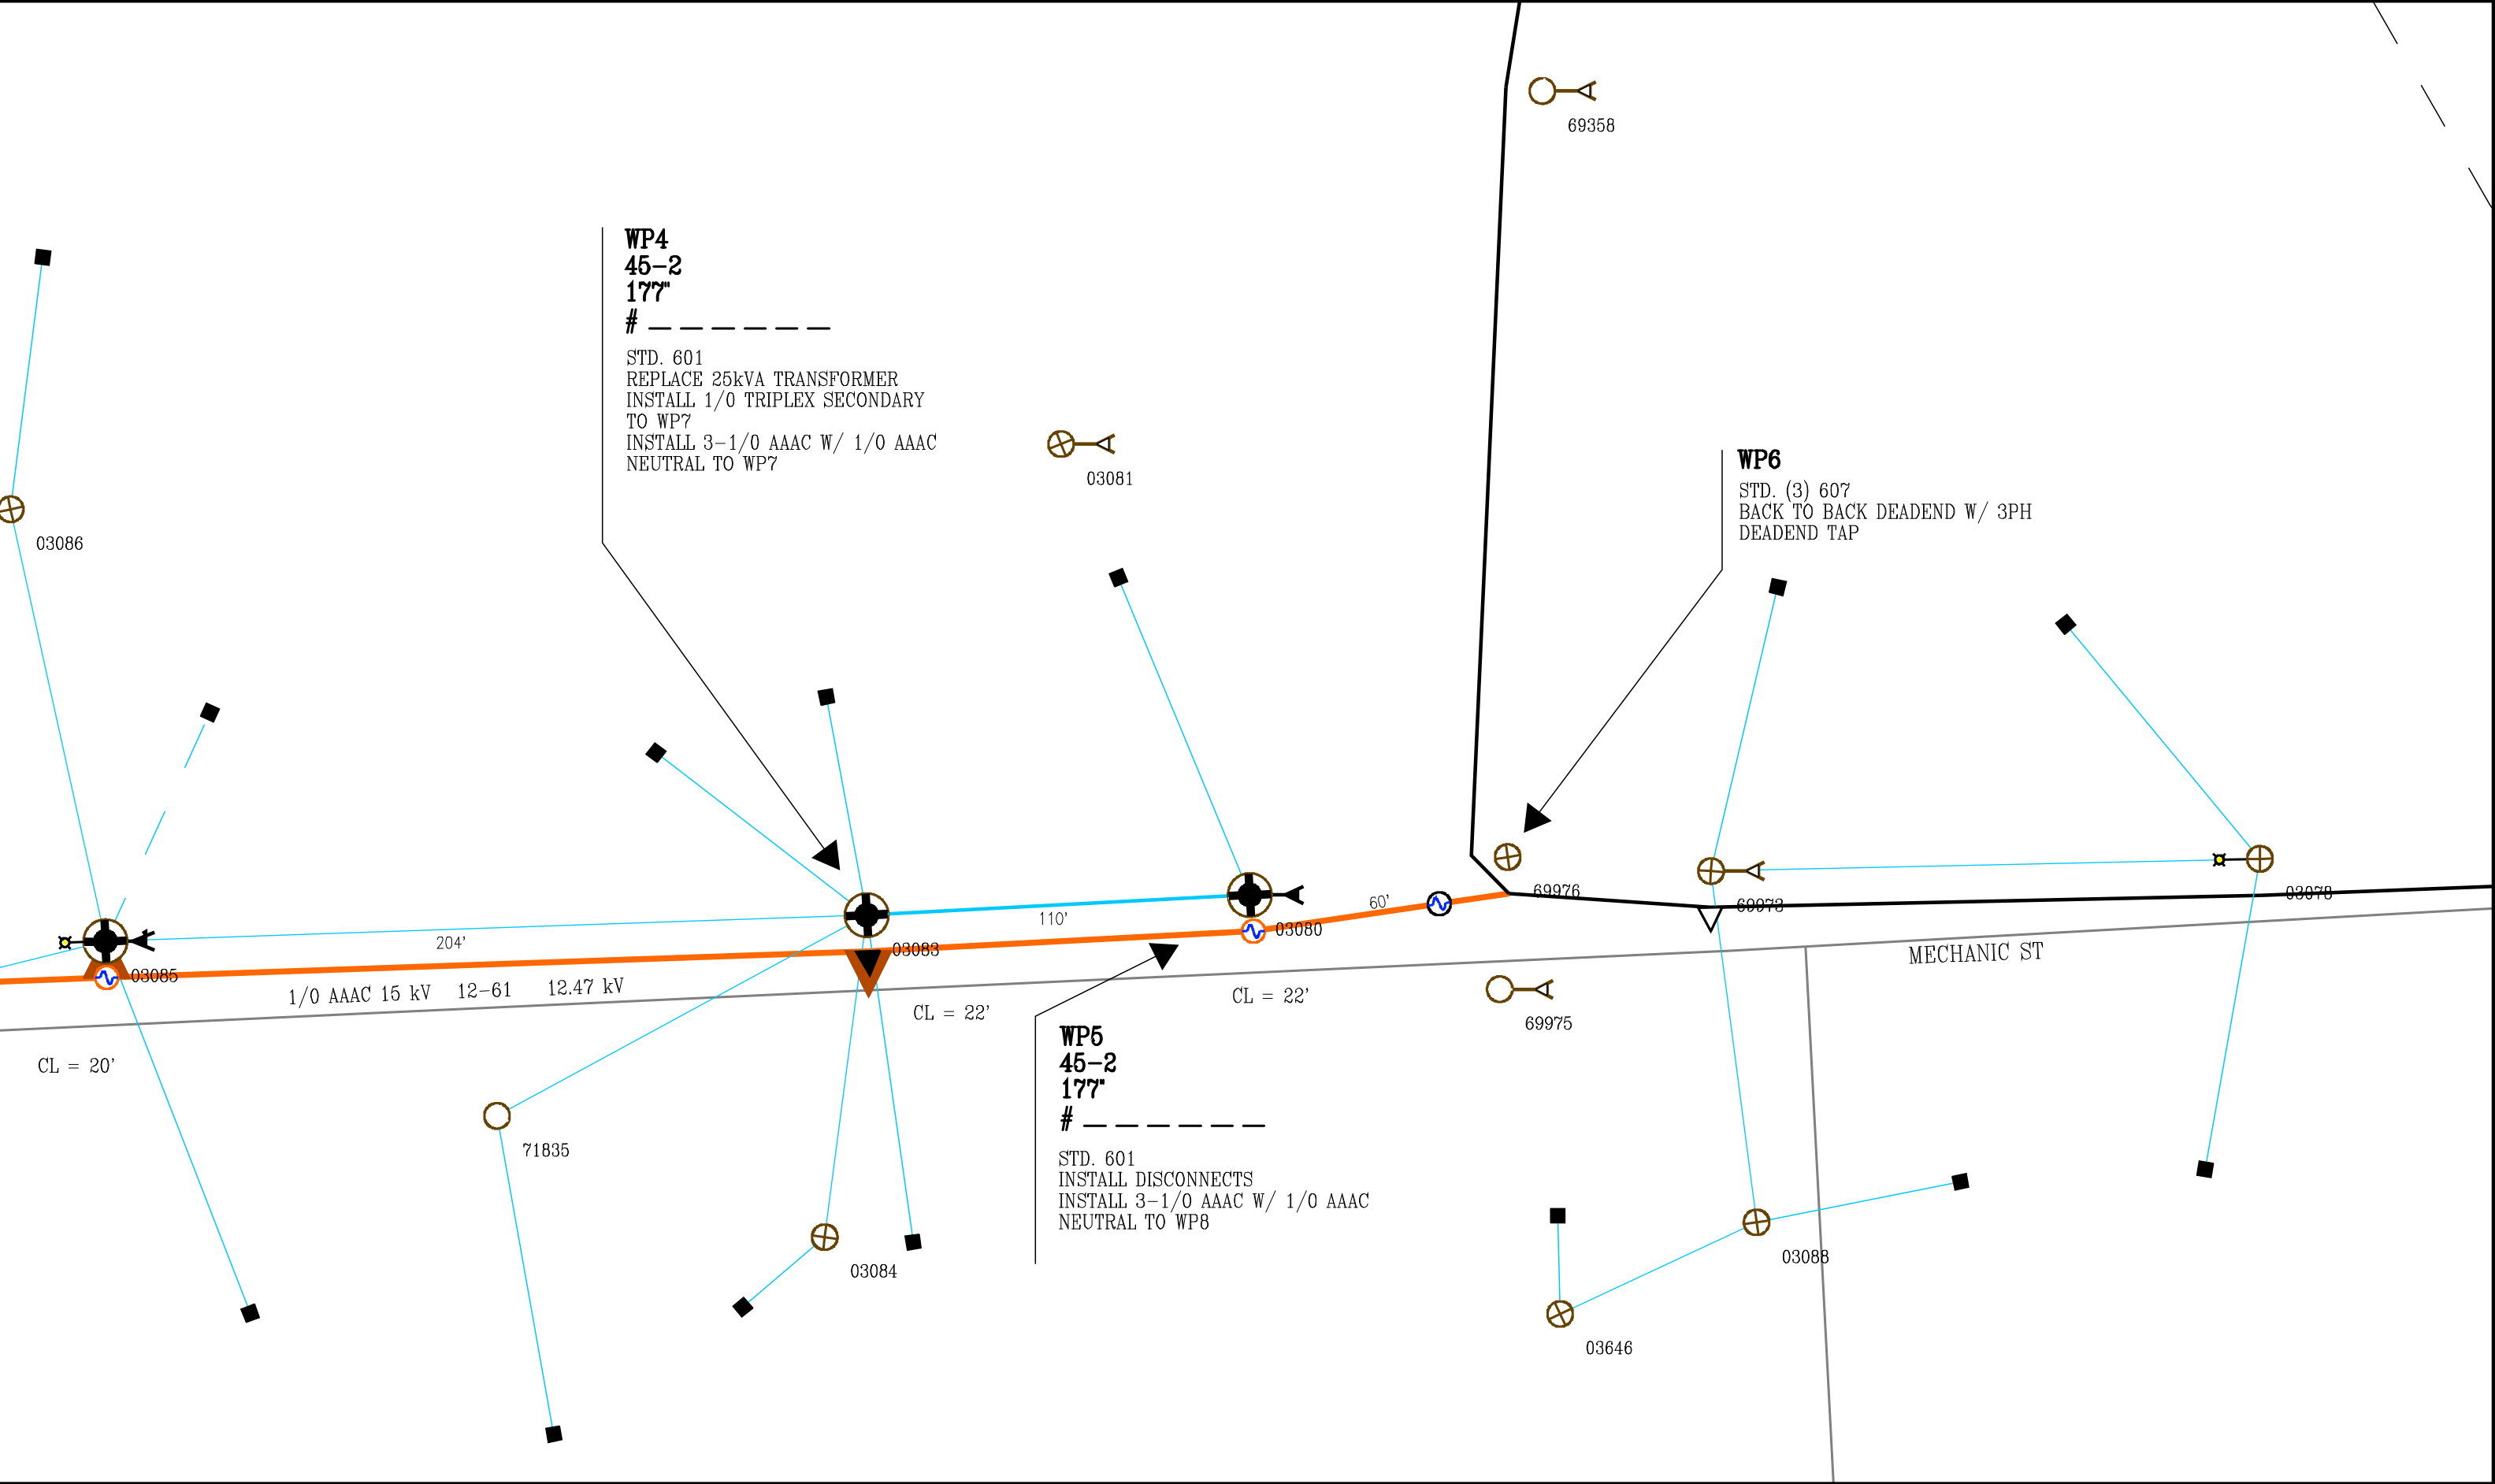 69358
WP4
45-2
177"
# _ _ _ _ _ _
STD. 601
REPLACE 25kVA TRANSFORMER
INSTALL 1/0 TRIPLEX SECONDARY
TO WP7
INSTALL 3-1/0 AAAC W/ 1/0 AAAC
NEUTRAL TO WP7
03081
WP6
STD. (3) 607
BACK TO BACK DEADEND W/ 3PH
DEADEND TAP
03086
69976
03078
60'
69973
110'
03080
204'
03083
MECHANIC ST
03085
1/0 AAAC 15 kV 12-61 12.47 kV
CL = 22'
CL = 22'
69975
CL = 20'
WP5
45-2
177"
# _ _ _ _ _ _
STD. 601
INSTALL DISCONNECTS
INSTALL 3-1/0 AAAC W/ 1/0 AAAC
NEUTRAL TO WP8
71835
03084
03088
03646